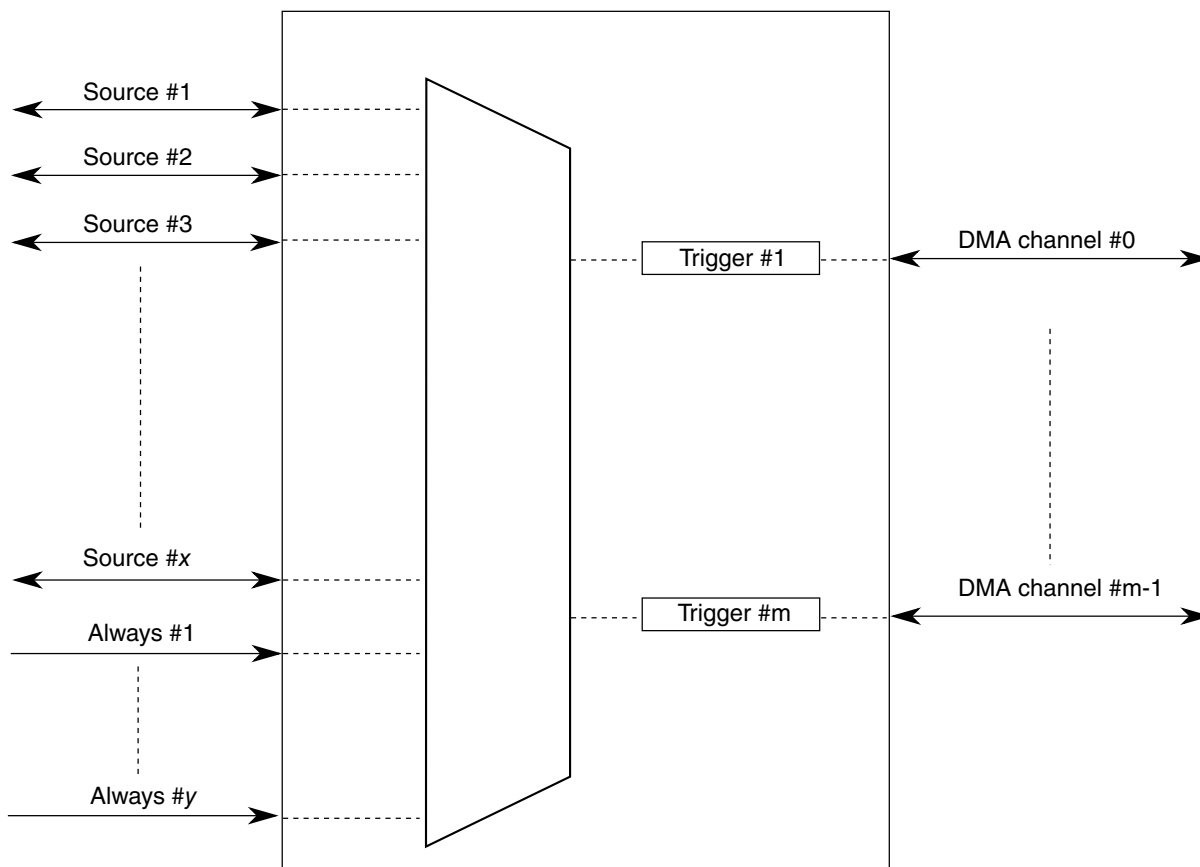 Source #1
Source #2
Source #3
Source #x
Always #1
Always #y
Trigger #1
Trigger #m
DMA channel #0
DMA channel #m-1